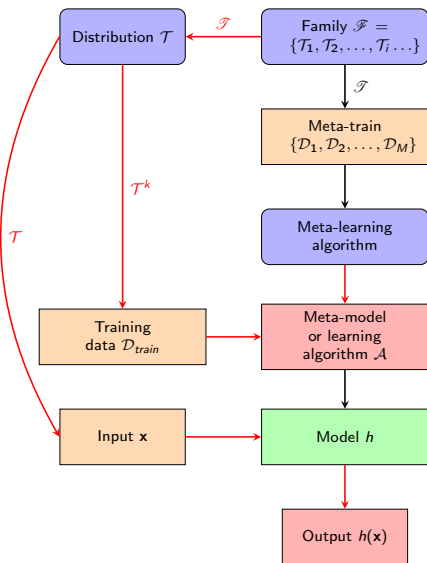 Distribution 𝒯
𝒯
Family ℱ =
{𝒯₁, 𝒯₂, . . . , 𝒯ᵢ . . .}
𝒯
Meta-train
{𝒟₁, 𝒟₂, . . . , 𝒟_M}
𝒯ᵏ
Meta-learning
algorithm
𝒯
Training
data 𝒟_train
Meta-model
or learning
algorithm 𝒜
Input x
Model h
Output h(x)